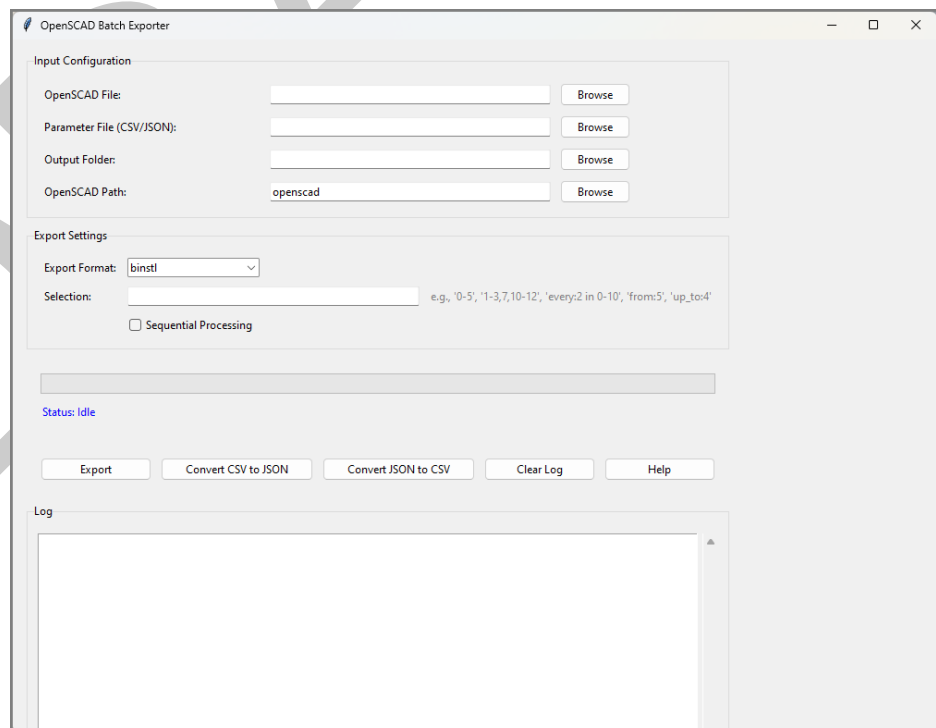 OpenSCAD Batch Exporter
Input Configuration
OpenSCAD File: Browse
Parameter File (CSV/JSON): Browse
Output Folder: Browse
OpenSCAD Path: openscad Browse
Export Settings
Export Format: binstl
Selection: e.g., '0-5', '1-3,7,10-12', 'every:2 in 0-10', 'from:5', 'up_to:4'
Sequential Processing
Status: Idle
Export Convert CSV to JSON Convert JSON to CSV Clear Log Help
Log